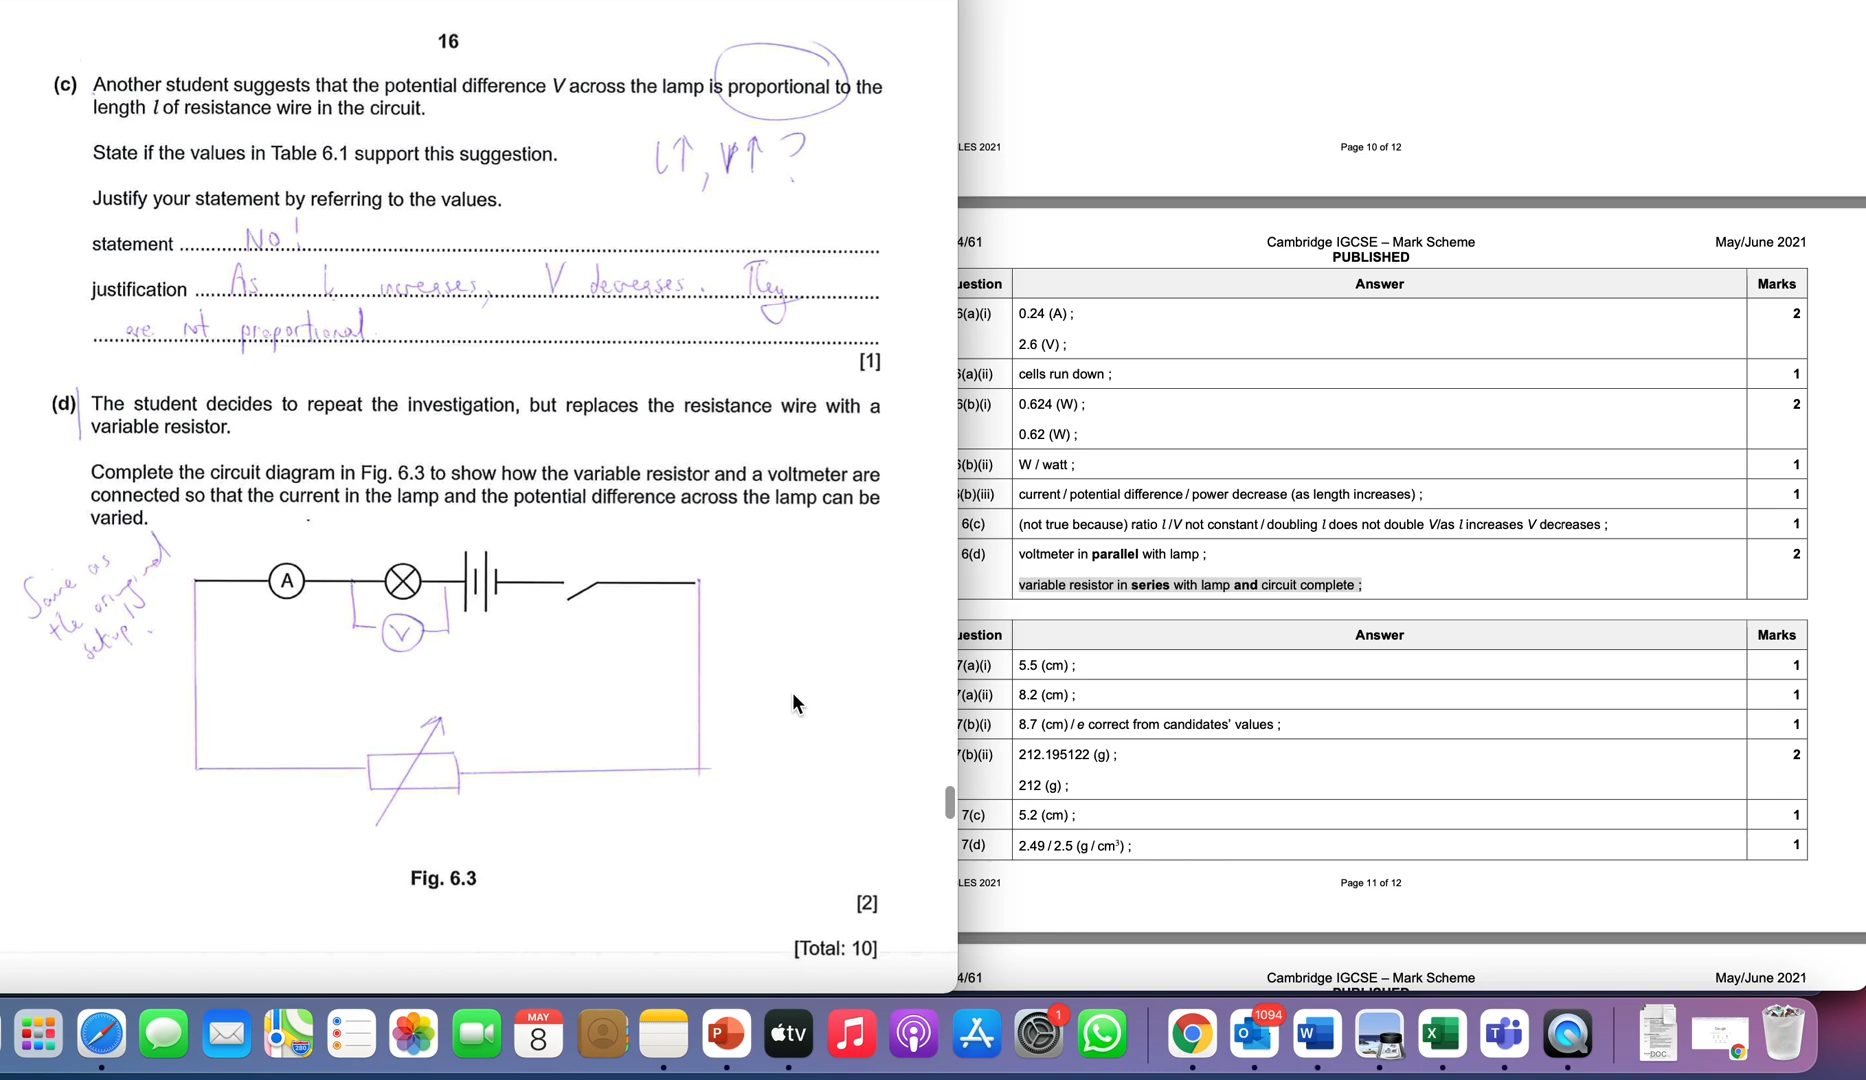 16
(c) Another student suggests that the potential difference V across the lamp is proportional to the
length l of resistance wire in the circuit.
State if the values in Table 6.1 support this suggestion.
l↑, V↑ ?
Justify your statement by referring to the values.
statement No!
justification As L increases, V decreases. They
are not proportional.
[1]
(d) The student decides to repeat the investigation, but replaces the resistance wire with a
variable resistor.
Complete the circuit diagram in Fig. 6.3 to show how the variable resistor and a voltmeter are
connected so that the current in the lamp and the potential difference across the lamp can be
varied.
Same as
the original
setup.
A
V
Fig. 6.3
[2]
[Total: 10]
LES 2021
Page 10 of 12
4/61
Cambridge IGCSE – Mark Scheme
PUBLISHED
May/June 2021
uestion Answer Marks
6(a)(i) 0.24 (A) ; 2
2.6 (V) ;
6(a)(ii) cells run down ; 1
6(b)(i) 0.624 (W) ; 2
0.62 (W) ;
6(b)(ii) W / watt ; 1
6(b)(iii) current / potential difference / power decrease (as length increases) ; 1
6(c) (not true because) ratio l / V not constant / doubling l does not double V/as l increases V decreases ; 1
6(d) voltmeter in parallel with lamp ; 2
variable resistor in series with lamp and circuit complete ;
uestion Answer Marks
7(a)(i) 5.5 (cm) ; 1
7(a)(ii) 8.2 (cm) ; 1
7(b)(i) 8.7 (cm) / e correct from candidates' values ; 1
7(b)(ii) 212.195122 (g) ; 2
212 (g) ;
7(c) 5.2 (cm) ; 1
7(d) 2.49 / 2.5 (g / cm³) ; 1
LES 2021
Page 11 of 12
4/61
Cambridge IGCSE – Mark Scheme
PUBLISHED
May/June 2021
280
MAY
8
P
tv
1
1094
O
W
X
T
DOC